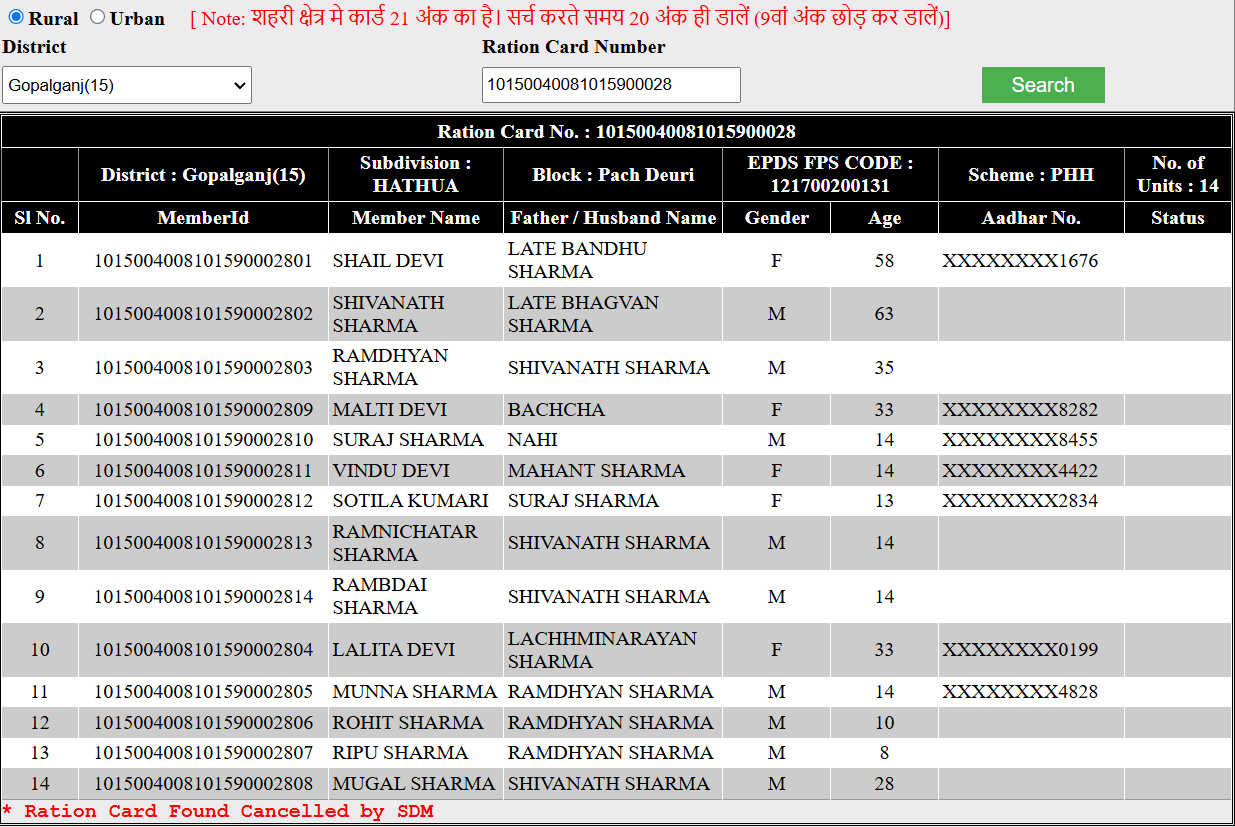 Rural Urban [ Note: शहरी क्षेत्र मे कार्ड 21 अंक का है। सर्च करते समय 20 अंक ही डालें (9वां अंक छोड़ कर डालें)]
District Ration Card Number
Gopalganj(15) 10150040081015900028 Search
Ration Card No. : 10150040081015900028
District : Gopalganj(15) Subdivision : HATHUA Block : Pach Deuri EPDS FPS CODE : 121700200131 Scheme : PHH No. of Units : 14
Sl No. MemberId Member Name Father / Husband Name Gender Age Aadhar No. Status
1 1015004008101590002801 SHAIL DEVI LATE BANDHU SHARMA F 58 XXXXXXXX1676
2 1015004008101590002802 SHIVANATH SHARMA LATE BHAGVAN SHARMA M 63
3 1015004008101590002803 RAMDHYAN SHARMA SHIVANATH SHARMA M 35
4 1015004008101590002809 MALTI DEVI BACHCHA F 33 XXXXXXXX8282
5 1015004008101590002810 SURAJ SHARMA NAHI M 14 XXXXXXXX8455
6 1015004008101590002811 VINDU DEVI MAHANT SHARMA F 14 XXXXXXXX4422
7 1015004008101590002812 SOTILA KUMARI SURAJ SHARMA F 13 XXXXXXXX2834
8 1015004008101590002813 RAMNICHATAR SHARMA SHIVANATH SHARMA M 14
9 1015004008101590002814 RAMBDAI SHARMA SHIVANATH SHARMA M 14
10 1015004008101590002804 LALITA DEVI LACHHMINARAYAN SHARMA F 33 XXXXXXXX0199
11 1015004008101590002805 MUNNA SHARMA RAMDHYAN SHARMA M 14 XXXXXXXX4828
12 1015004008101590002806 ROHIT SHARMA RAMDHYAN SHARMA M 10
13 1015004008101590002807 RIPU SHARMA RAMDHYAN SHARMA M 8
14 1015004008101590002808 MUGAL SHARMA SHIVANATH SHARMA M 28
* Ration Card Found Cancelled by SDM